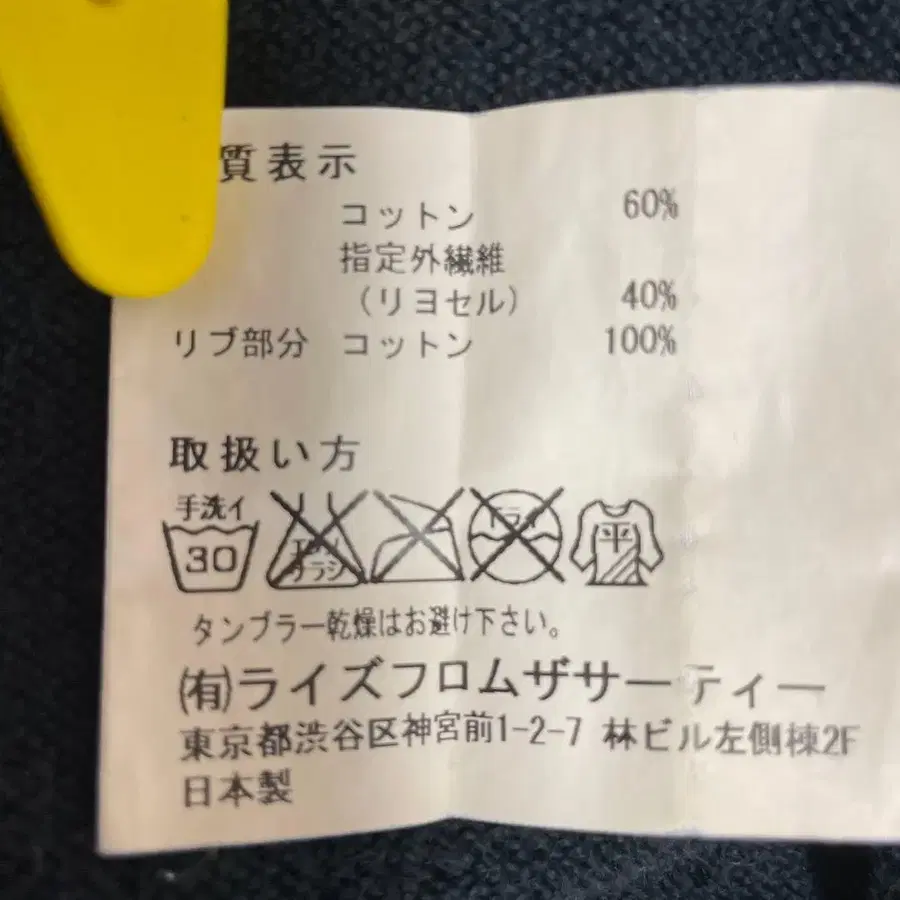 質表示
コットン 60%
指定外繊維
(リヨセル) 40%
リブ部分 コットン 100%
取扱い方
手洗イ
30
平
タンブラー乾燥はお避け下さい。
(有)ライズフロムザサーティー
東京都渋谷区神宮前1-2-7 林ビル左側棟2F
日本製